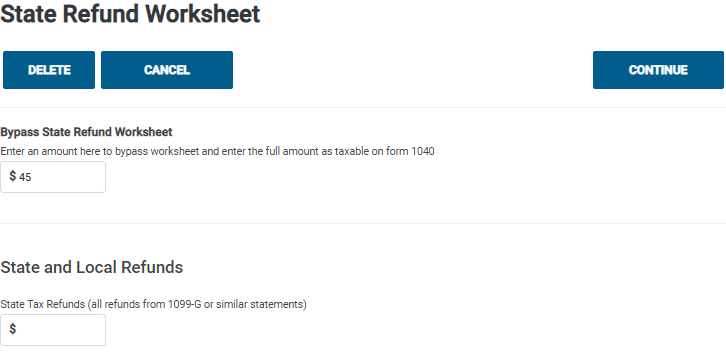 State Refund Worksheet
DELETE CANCEL CONTINUE
Bypass State Refund Worksheet
Enter an amount here to bypass worksheet and enter the full amount as taxable on form 1040
$ 45
State and Local Refunds
State Tax Refunds (all refunds from 1099-G or similar statements)
$